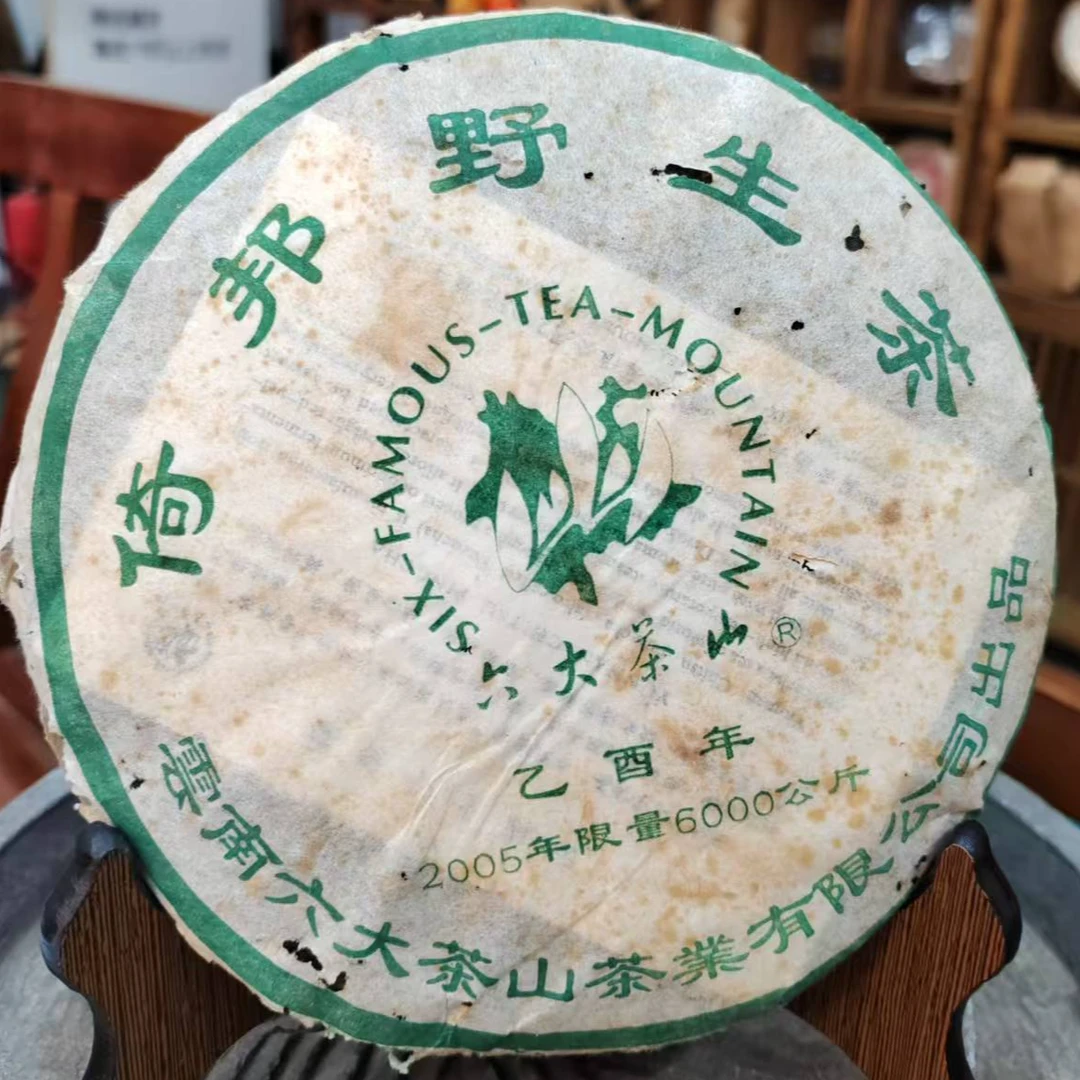 倚邦野生茶
SIX-FAMOUS-TEA-MOUNTAIN
六大茶山®
乙酉年
2005年限量6000公斤
雲南六大茶山茶業有限公司出品